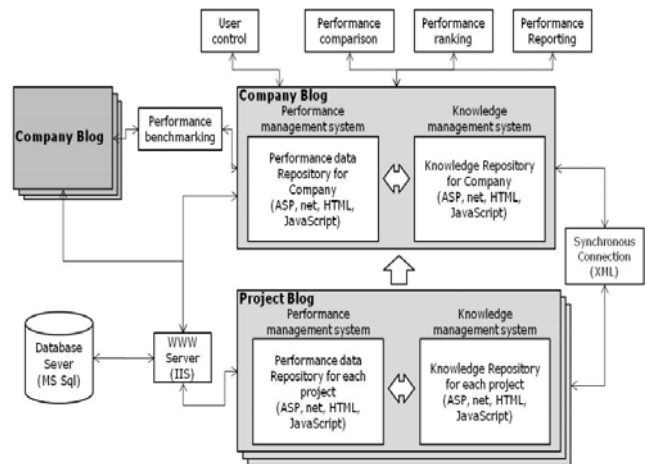 User
control
Performance
comparison
Performance
ranking
Performance
Reporting
Company Blog
Performance
benchmarking
Company Blog
Performance
management system
Knowledge
management system
Performance data
Repository for
Company
(ASP, net, HTML,
JavaScript)
Knowledge Repository
for Company
(ASP, net, HTML,
JavaScript)
Synchronous
Connection
(XML)
Project Blog
Performance
management system
Knowledge
management system
Database
Sever
(MS Sql)
WWW
Server
(IIS)
Performance data
Repository for each
project
(ASP, net, HTML,
JavaScript)
Knowledge Repository
for each project
(ASP, net, HTML,
JavaScript)